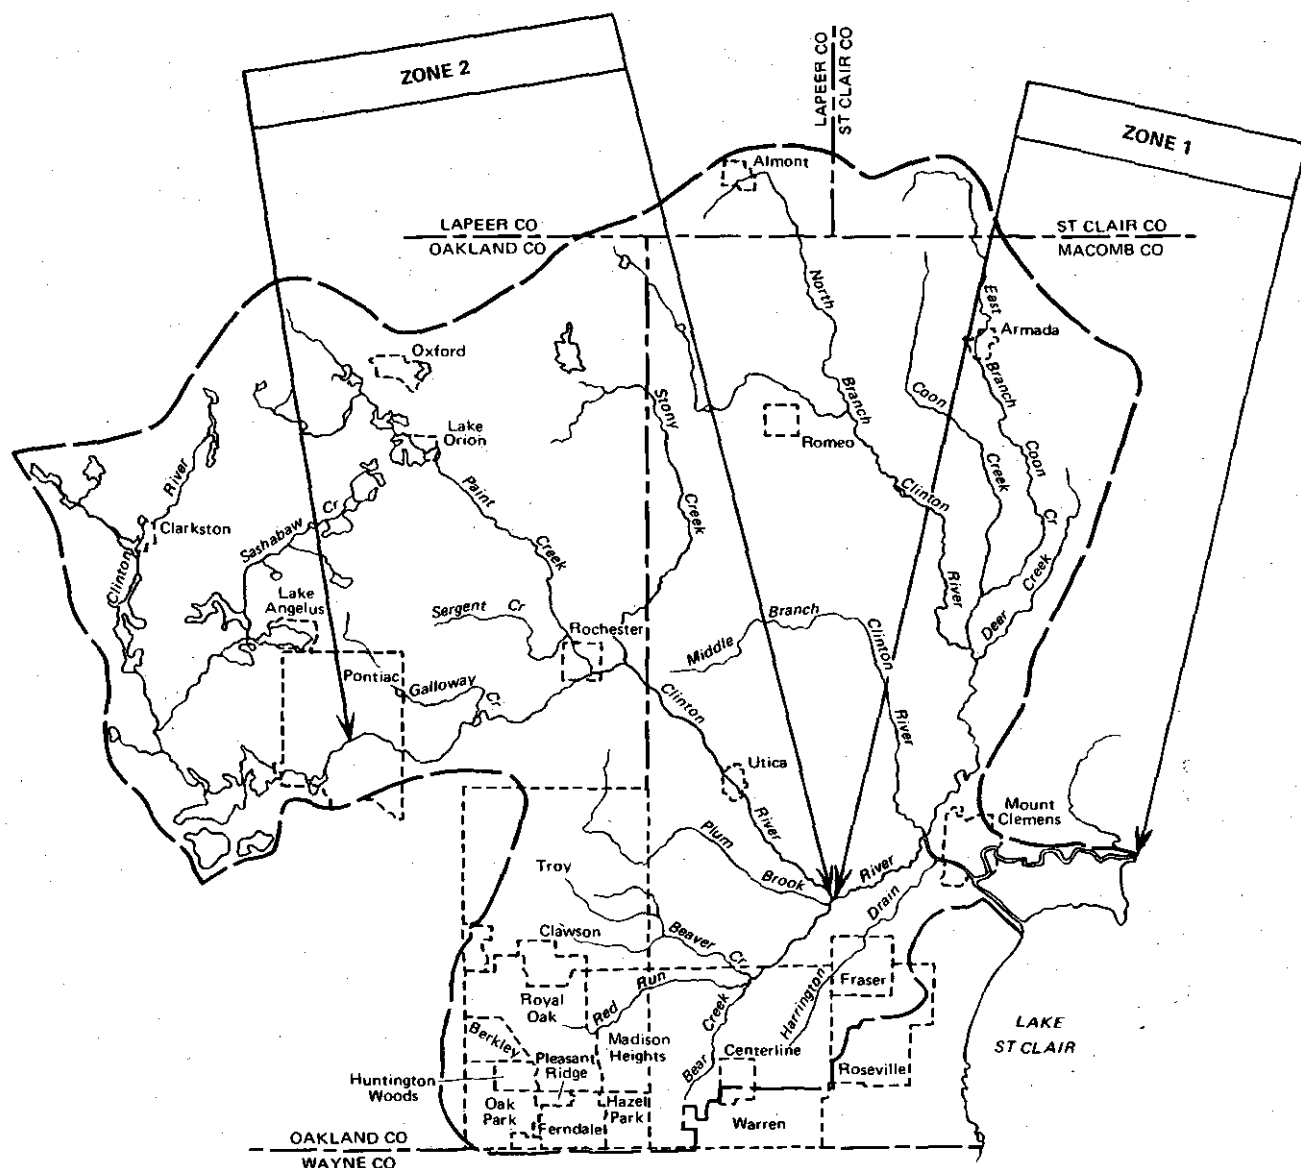 ZONE 2
LAPEER CO
ST CLAIR CO
ZONE 1
Almont
LAPEER CO
OAKLAND CO
ST CLAIR CO
MACOMB CO
North
Branch
Clinton
River
East
Branch
Coon
Cr
Armada
Oxford
Stony
Creek
Coon
Creek
Romeo
Lake
Orion
River
Clinton
Clarkston
Sashabaw Cr
Paint
Creek
Deer
Creek
Lake
Angelus
Sergent Cr
Rochester
Middle
Branch
Clinton
River
Pontiac
Galloway
Cr
Clinton
River
Utica
Mount
Clemens
Plum
Brook
River
Drain
Harrington
Troy
Clawson
Beaver
Cr
Royal
Oak
Red
Run
Creek
Bear
Fraser
Berkley
Pleasant
Ridge
Madison
Heights
Centerline
Roseville
LAKE
ST CLAIR
Huntington
Woods
Oak
Park
Ferndale
Hazel
Park
Warren
OAKLAND CO
WAYNE CO